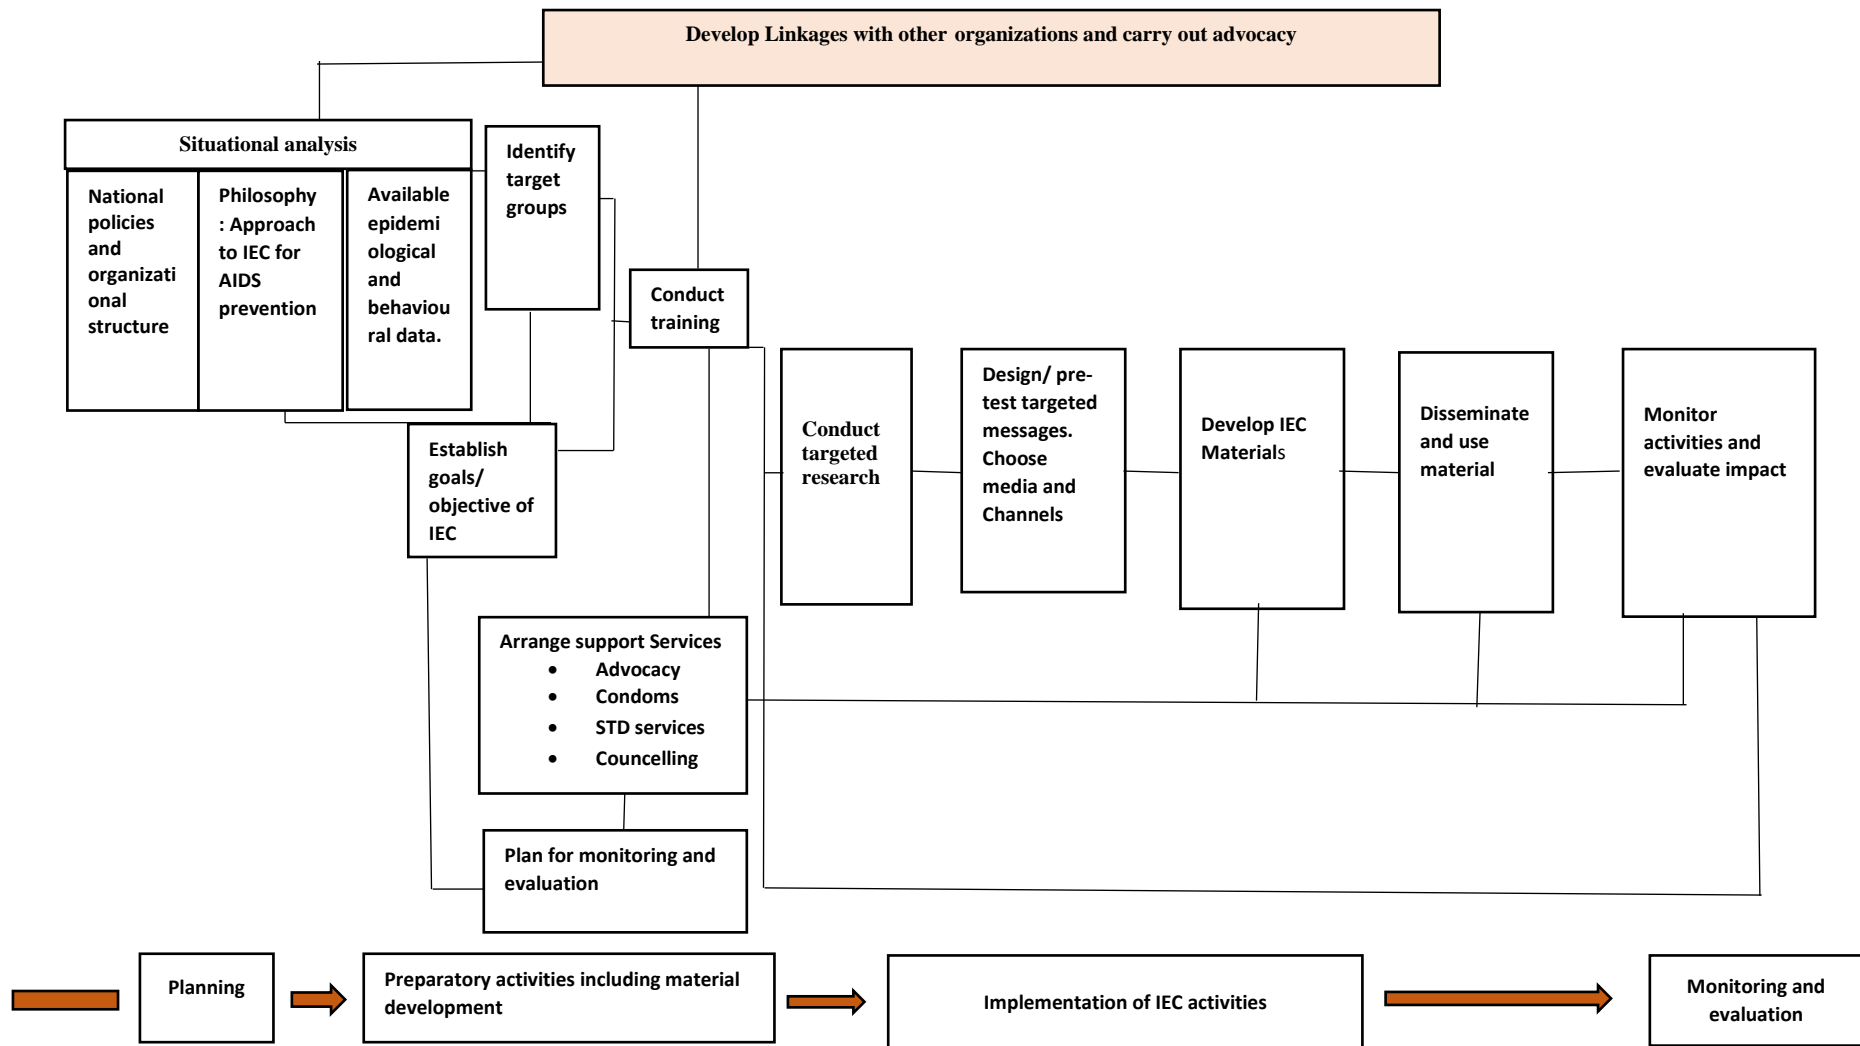 Develop Linkages with other organizations and carry out advocacy
Situational analysis
National
policies
and
organizati
onal
structure
Philosophy
: Approach
to IEC for
AIDS
prevention
Available
epidemi
ological
and
behaviou
ral data.
Identify
target
groups
Conduct
training
Establish
goals/
objective of
IEC
Conduct
targeted
research
Design/ pre-
test targeted
messages.
Choose
media and
Channels
Develop IEC
Materials
Disseminate
and use
material
Monitor
activities and
evaluate impact
Arrange support Services
• Advocacy
• Condoms
• STD services
• Councelling
Plan for monitoring and
evaluation
Planning
Preparatory activities including material
development
Implementation of IEC activities
Monitoring and
evaluation